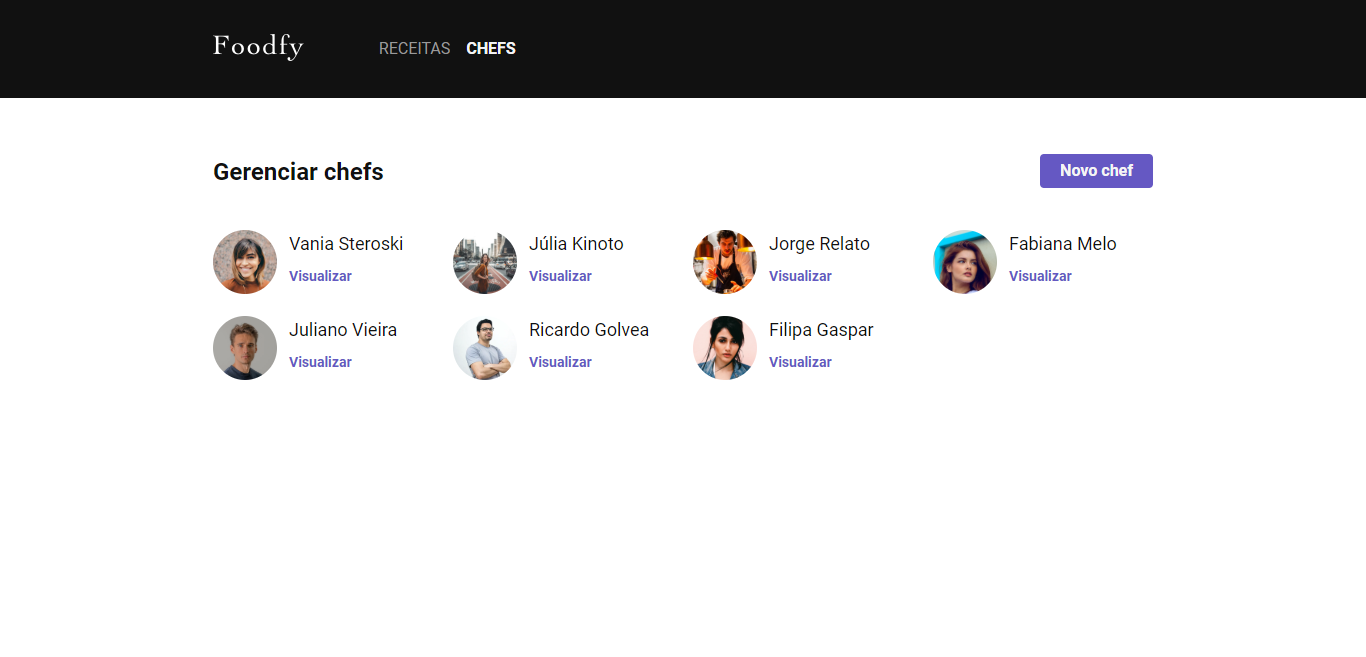 Foodfy RECEITAS CHEFS
Gerenciar chefs Novo chef
Vania Steroski Júlia Kinoto Jorge Relato Fabiana Melo
Visualizar Visualizar Visualizar Visualizar
Juliano Vieira Ricardo Golvea Filipa Gaspar
Visualizar Visualizar Visualizar